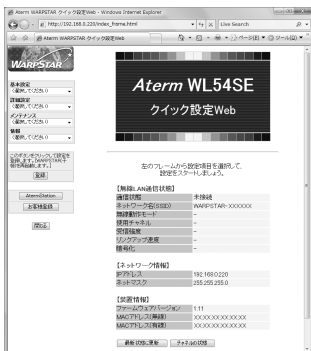 Aterm WARPSTAR クイック設定Web - Windows Internet Explorer
http://192.168.0.220/index_frame.html
Live Search
Aterm WARPSTAR クイック設定Web
ページ(P)
ツール(O)
WARPSTAR
基本設定
(選択してください)
詳細設定
(選択してください)
メンテナンス
(選択してください)
情報
(選択してください)
登録
AtermStation
お客様登録
閉じる
Aterm WL54SE
クイック設定Web
左のフレームから設定項目を選択して、
設定をスタートしましょう。
【無線LAN通信状態】
通信状態 未接続
ネットワーク名(SSID) WARPSTAR-XXXXXX
無線動作モード -
使用チャネル -
受信強度 -
リンクアップ速度 -
暗号化 -
【ネットワーク情報】
IPアドレス 192.168.0.220
ネットマスク 255.255.255.0
【装置情報】
ファームウェアバージョン 1.11
MACアドレス(無線) XX:XX:XX:XX:XX:XX
MACアドレス(有線) XX:XX:XX:XX:XX:XX
最新状態に更新 チャネルの状態